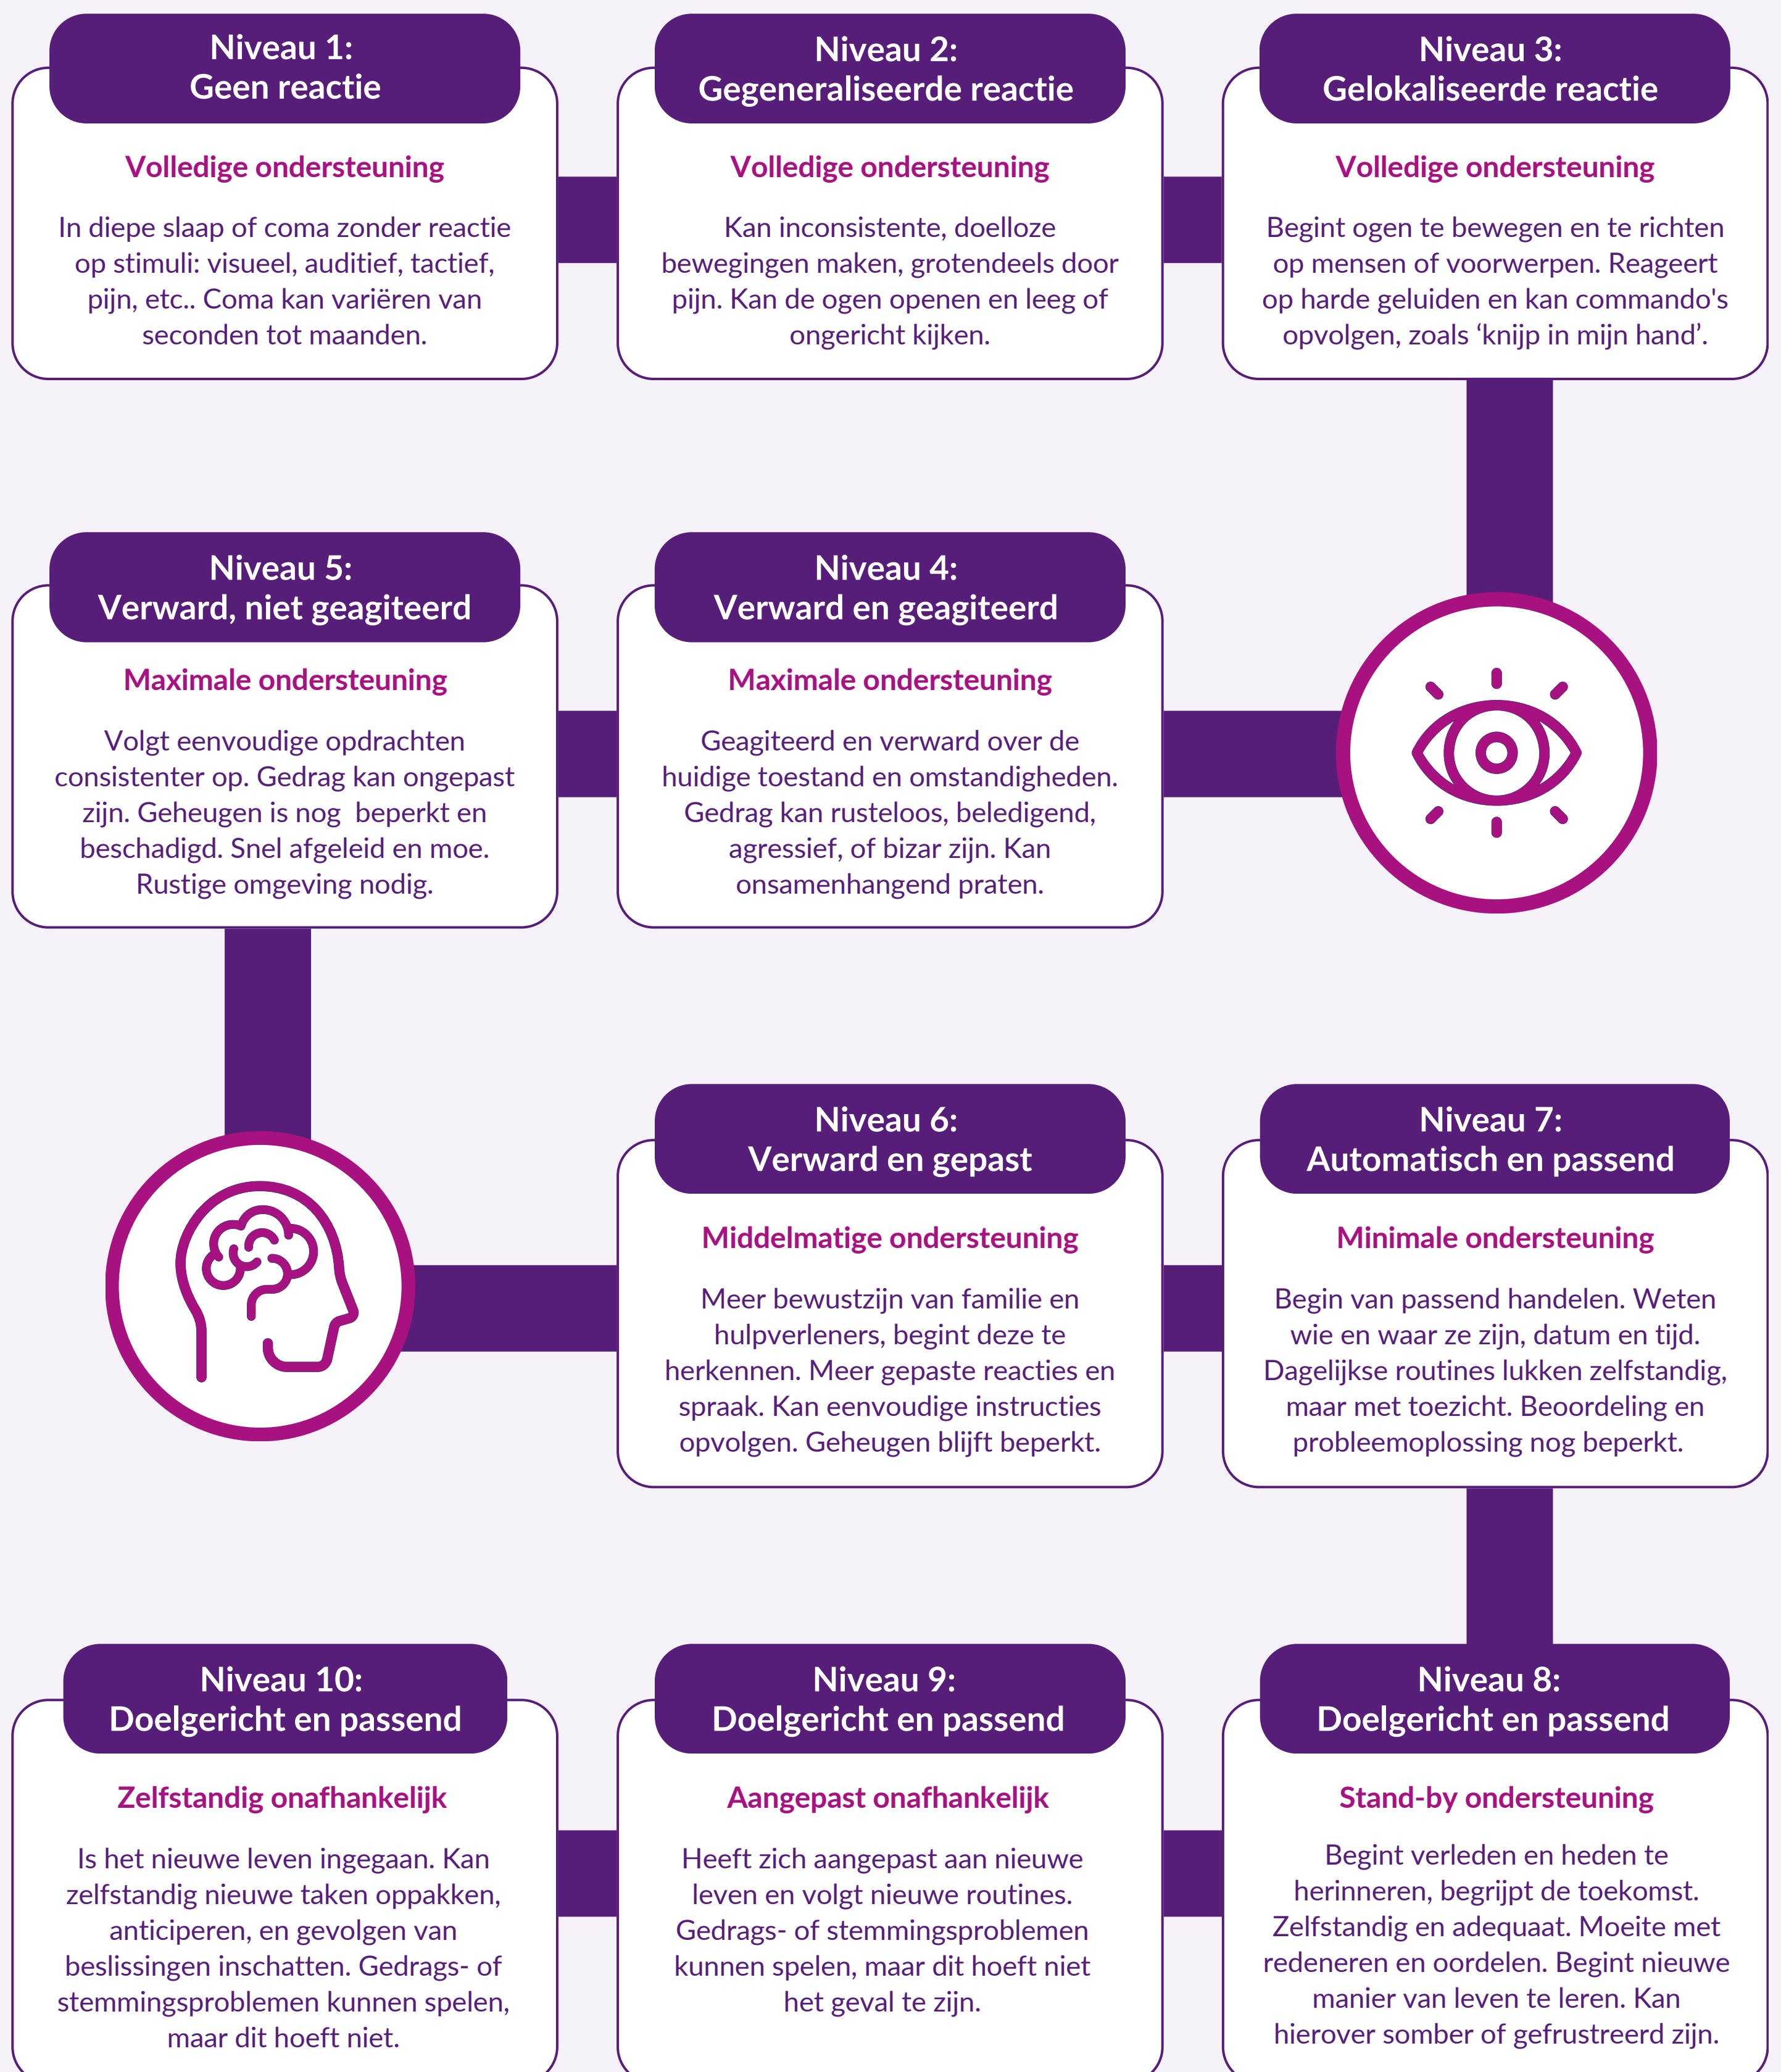 Niveau 1:
Geen reactie
Volledige ondersteuning
In diepe slaap of coma zonder reactie
op stimuli: visueel, auditief, tactief,
pijn, etc.. Coma kan variëren van
seconden tot maanden.
Niveau 2:
Gegeneraliseerde reactie
Volledige ondersteuning
Kan inconsistente, doelloze
bewegingen maken, grotendeels door
pijn. Kan de ogen openen en leeg of
ongericht kijken.
Niveau 3:
Gelokaliseerde reactie
Volledige ondersteuning
Begint ogen te bewegen en te richten
op mensen of voorwerpen. Reageert
op harde geluiden en kan commando's
opvolgen, zoals ‘knijp in mijn hand’.
Niveau 4:
Verward en geagiteerd
Maximale ondersteuning
Geagiteerd en verward over de
huidige toestand en omstandigheden.
Gedrag kan rusteloos, beledigend,
agressief, of bizar zijn. Kan
onsamenhangend praten.
Niveau 5:
Verward, niet geagiteerd
Maximale ondersteuning
Volgt eenvoudige opdrachten
consistenter op. Gedrag kan ongepast
zijn. Geheugen is nog  beperkt en
beschadigd. Snel afgeleid en moe.
Rustige omgeving nodig.
Niveau 6:
Verward en gepast
Middelmatige ondersteuning
Meer bewustzijn van familie en
hulpverleners, begint deze te
herkennen. Meer gepaste reacties en
spraak. Kan eenvoudige instructies
opvolgen. Geheugen blijft beperkt.
Niveau 7:
Automatisch en passend
Minimale ondersteuning
Begin van passend handelen. Weten
wie en waar ze zijn, datum en tijd.
Dagelijkse routines lukken zelfstandig,
maar met toezicht. Beoordeling en
probleemoplossing nog beperkt.
Niveau 8:
Doelgericht en passend
Stand-by ondersteuning
Begint verleden en heden te
herinneren, begrijpt de toekomst.
Zelfstandig en adequaat. Moeite met
redeneren en oordelen. Begint nieuwe
manier van leven te leren. Kan
hierover somber of gefrustreerd zijn.
Niveau 9:
Doelgericht en passend
Aangepast onafhankelijk
Heeft zich aangepast aan nieuwe
leven en volgt nieuwe routines.
Gedrags- of stemmingsproblemen
kunnen spelen, maar dit hoeft niet
het geval te zijn.
Niveau 10:
Doelgericht en passend
Zelfstandig onafhankelijk
Is het nieuwe leven ingegaan. Kan
zelfstandig nieuwe taken oppakken,
anticiperen, en gevolgen van
beslissingen inschatten. Gedrags- of
stemmingsproblemen kunnen spelen,
maar dit hoeft niet.